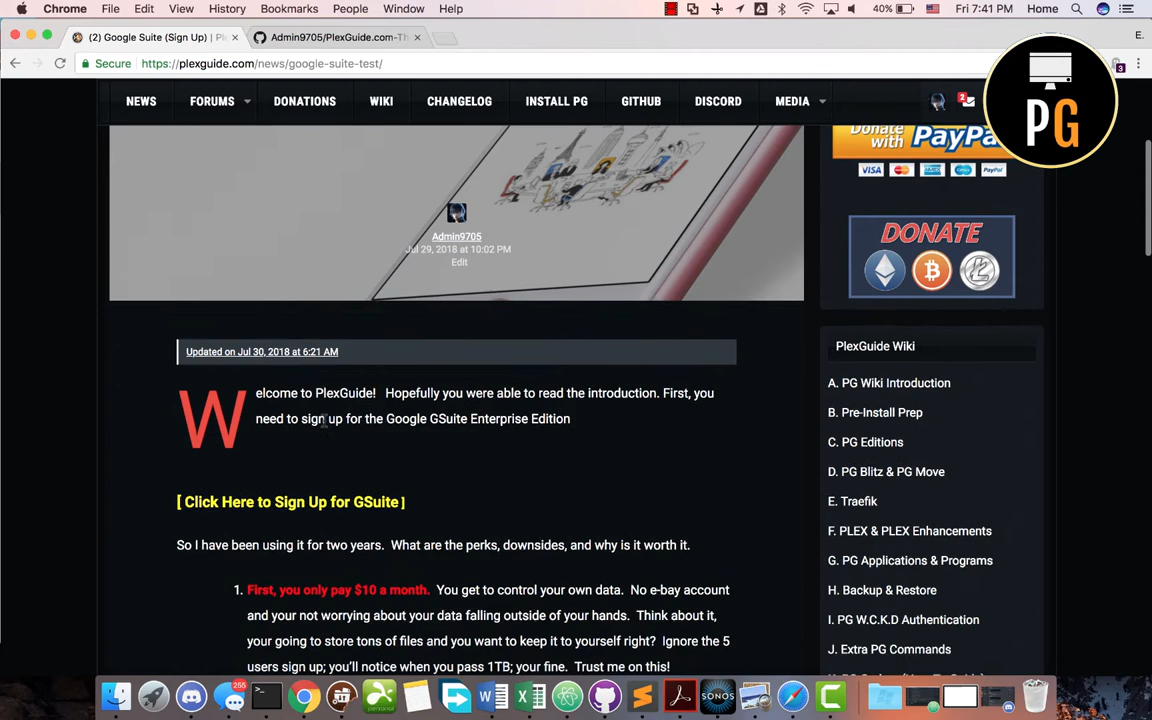 Chrome File Edit View History Bookmarks People Window Help 40% Fri 7:41 PM Home
(2) Google Suite (Sign Up) | Pl Admin9705/PlexGuide.com-Th E.
Secure https://plexguide.com/news/google-suite-test/ 3
NEWS FORUMS DONATIONS WIKI CHANGELOG INSTALL PG GITHUB DISCORD MEDIA 2
PG
Donate
with PayPal
VISA PayPal
Admin9705
Jul 29, 2018 at 10:02 PM
Edit
DONATE
Updated on Jul 30, 2018 at 6:21 AM
Welcome to PlexGuide! Hopefully you were able to read the introduction. First, you
need to sign up for the Google GSuite Enterprise Edition
[ Click Here to Sign Up for GSuite ]
So I have been using it for two years. What are the perks, downsides, and why is it worth it.
1. First, you only pay $10 a month. You get to control your own data. No e-bay account
and your not worrying about your data falling outside of your hands. Think about it,
your going to store tons of files and you want to keep it to yourself right? Ignore the 5
users sign up; you'll notice when you pass 1TB; your fine. Trust me on this!
PlexGuide Wiki
A. PG Wiki Introduction
B. Pre-Install Prep
C. PG Editions
D. PG Blitz & PG Move
E. Traefik
F. PLEX & PLEX Enhancements
G. PG Applications & Programs
H. Backup & Restore
I. PG W.C.K.D Authentication
J. Extra PG Commands
255
SONOS